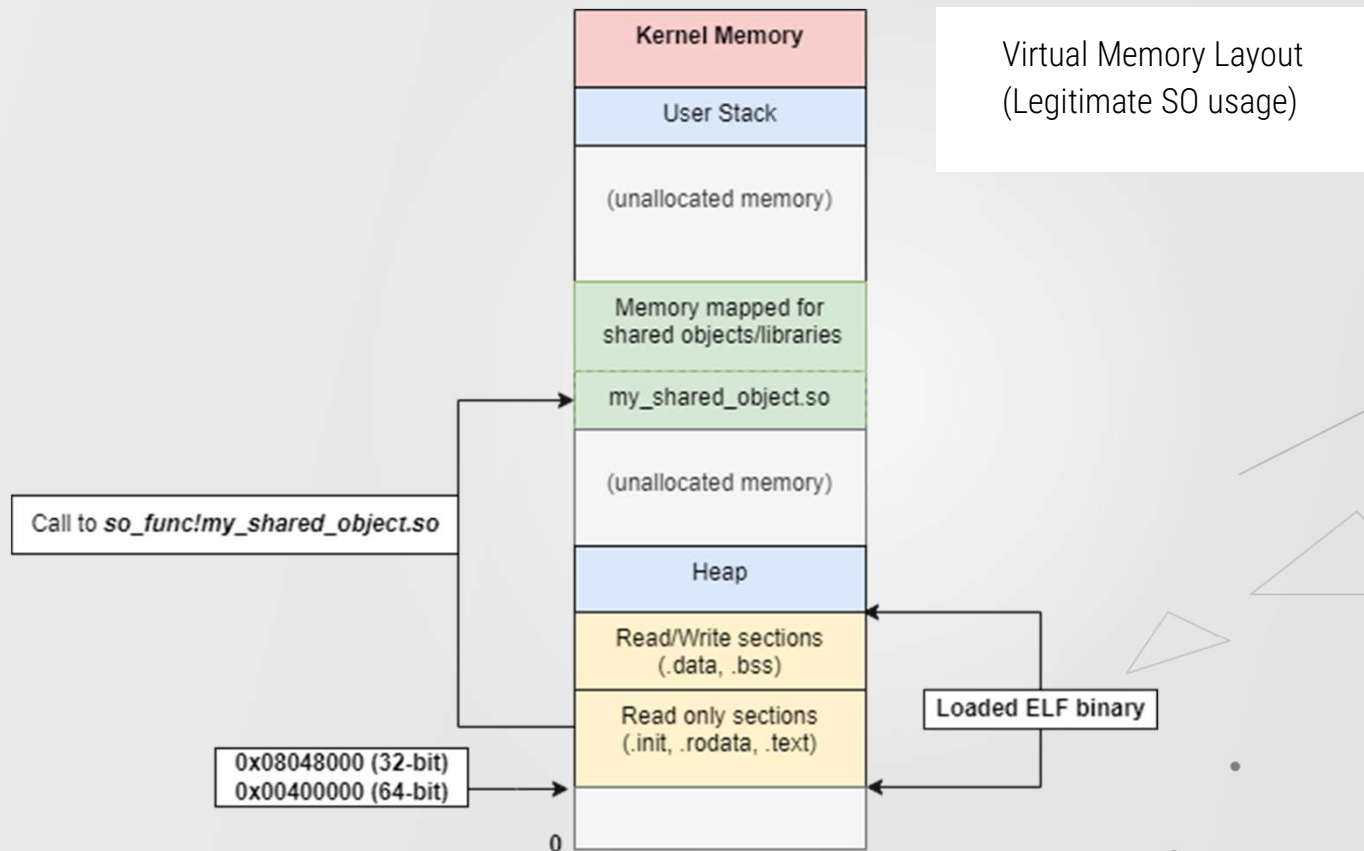 Kernel Memory
Virtual Memory Layout
(Legitimate SO usage)
User Stack
(unallocated memory)
Memory mapped for
shared objects/libraries
my_shared_object.so
(unallocated memory)
Call to so_func!my_shared_object.so
Heap
Read/Write sections
(.data, .bss)
Loaded ELF binary
Read only sections
(.init, .rodata, .text)
0x08048000 (32-bit)
0x00400000 (64-bit)
0